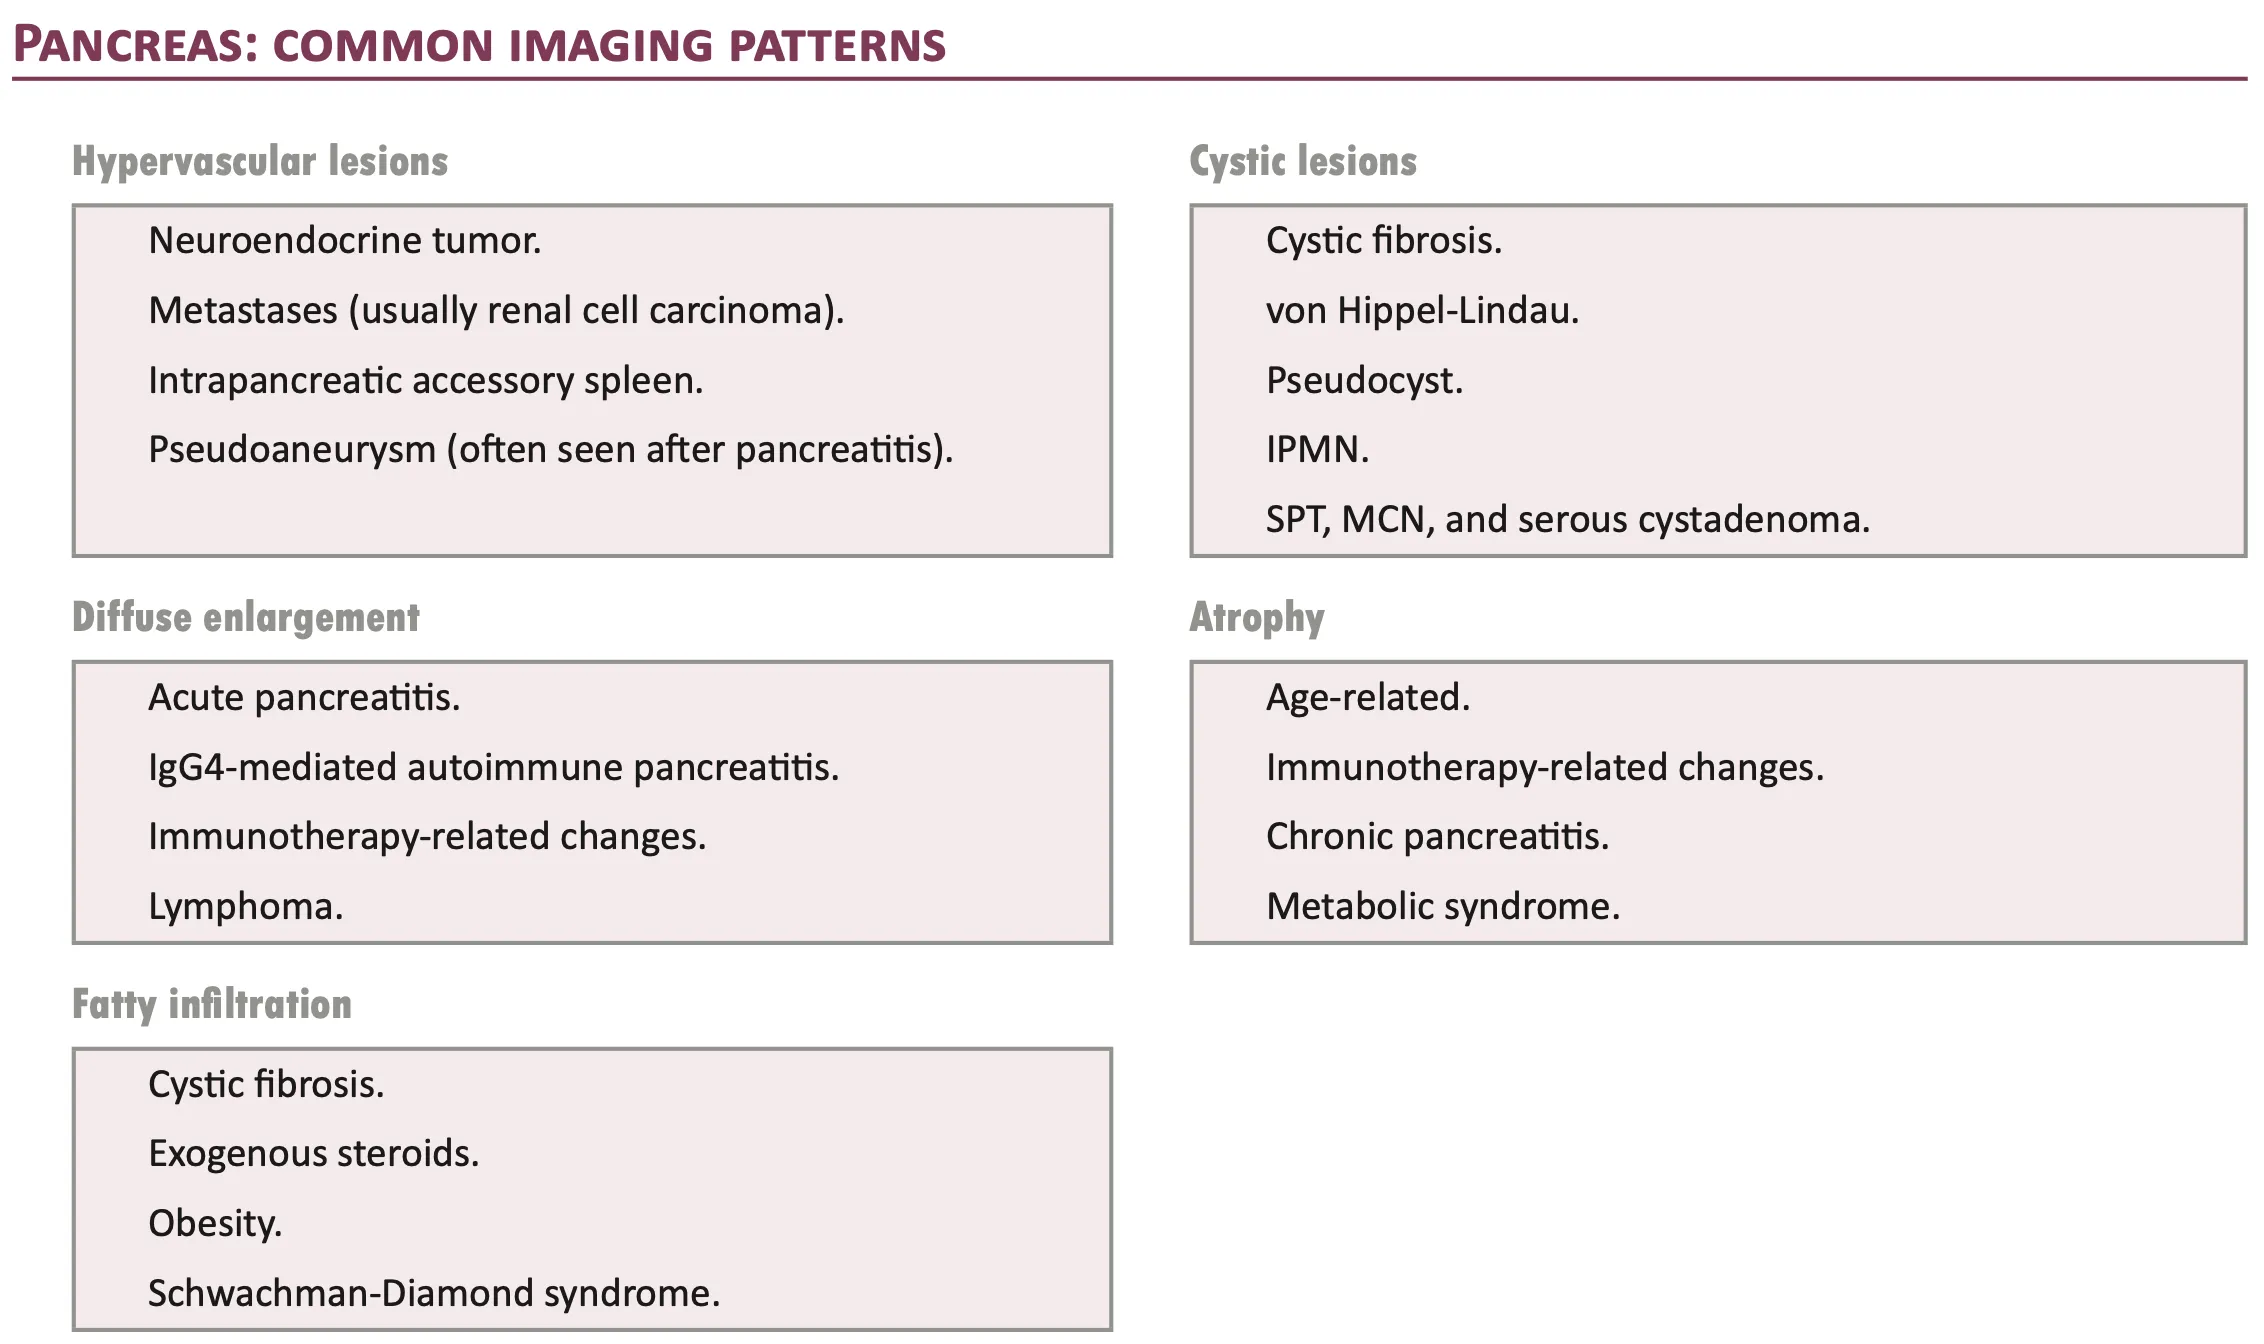 PANCREAS: COMMON IMAGING PATTERNS
Hypervascular lesions
Neuroendocrine tumor.
Metastases (usually renal cell carcinoma).
Intrapancreatic accessory spleen.
Pseudoaneurysm (often seen after pancreatitis).
Cystic lesions
Cystic fibrosis.
von Hippel-Lindau.
Pseudocyst.
IPMN.
SPT, MCN, and serous cystadenoma.
Diffuse enlargement
Acute pancreatitis.
IgG4-mediated autoimmune pancreatitis.
Immunotherapy-related changes.
Lymphoma.
Atrophy
Age-related.
Immunotherapy-related changes.
Chronic pancreatitis.
Metabolic syndrome.
Fatty infiltration
Cystic fibrosis.
Exogenous steroids.
Obesity.
Schwachman-Diamond syndrome.